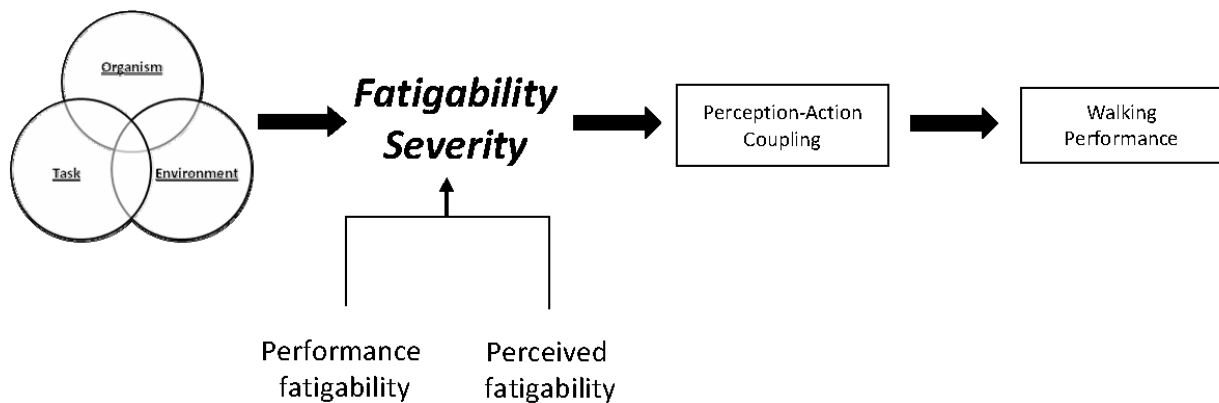 Organism
Task
Environment
Fatigability
Severity
Performance
fatigability
Perceived
fatigability
Perception-Action
Coupling
Walking
Performance